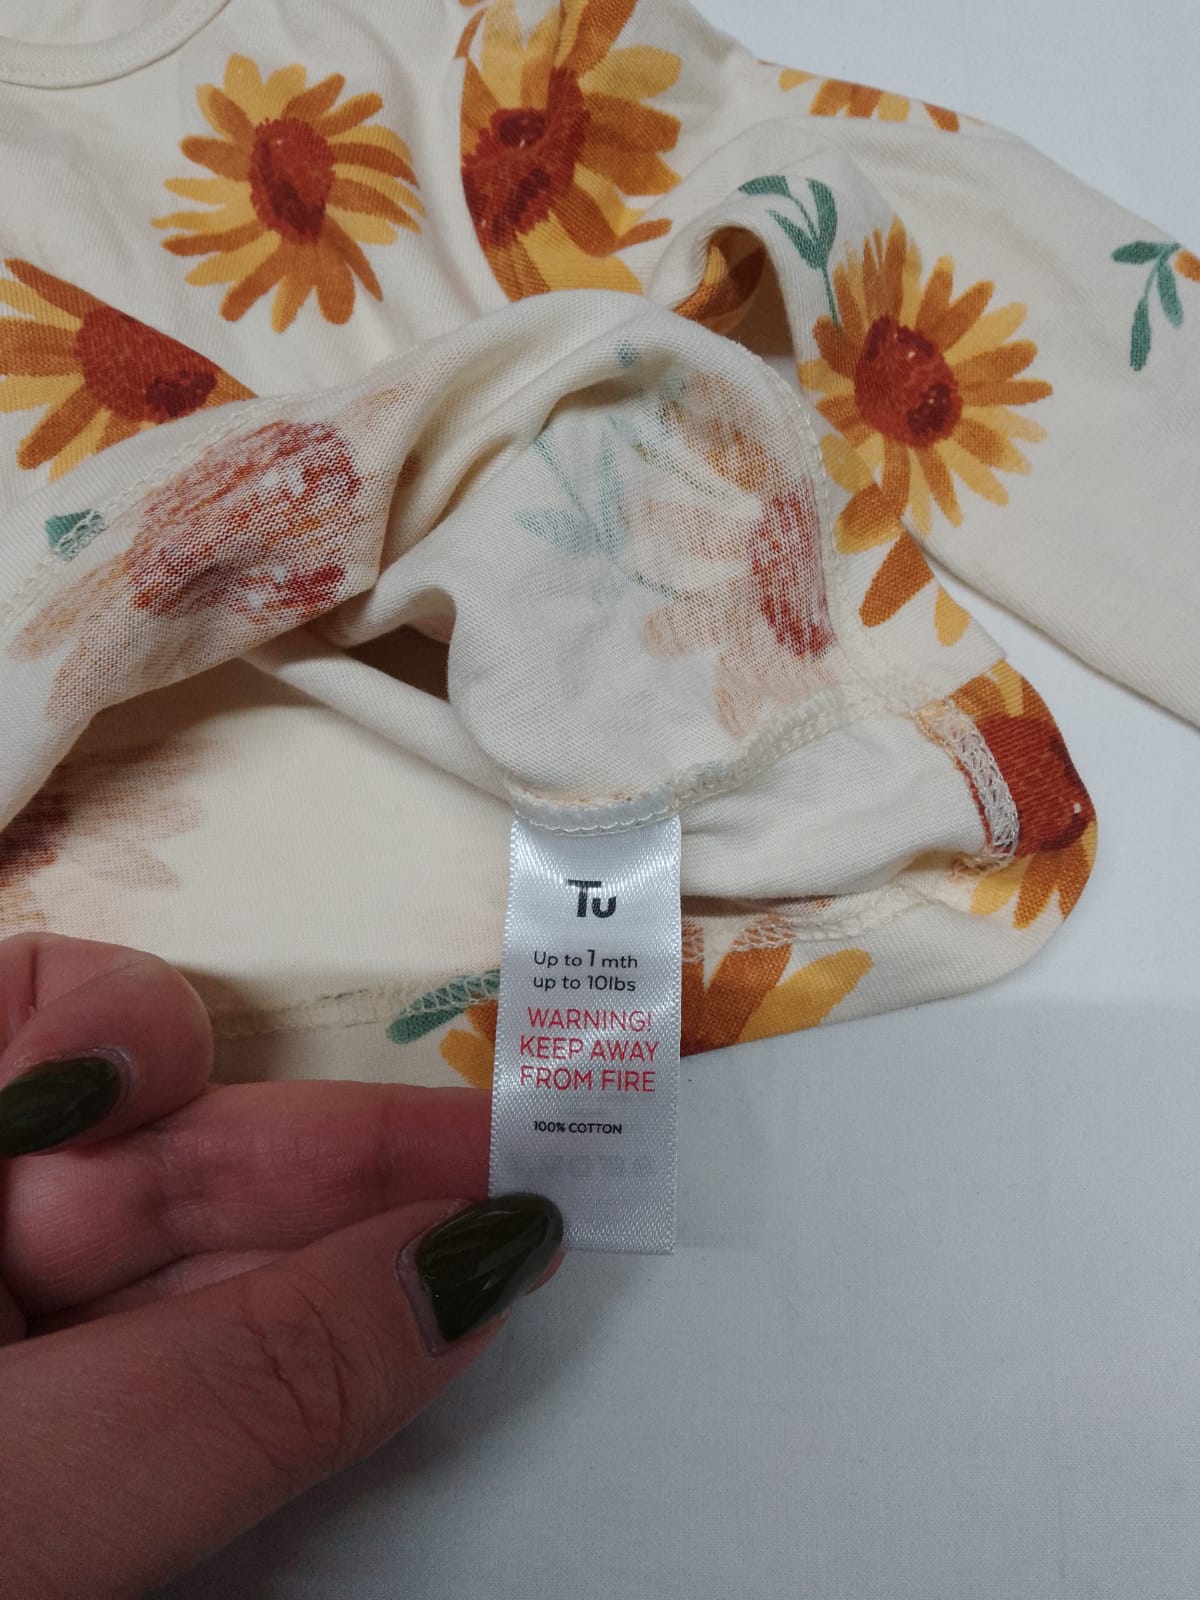 Tu
Up to 1 mth
up to 10lbs
WARNING!
KEEP AWAY
FROM FIRE
100% COTTON